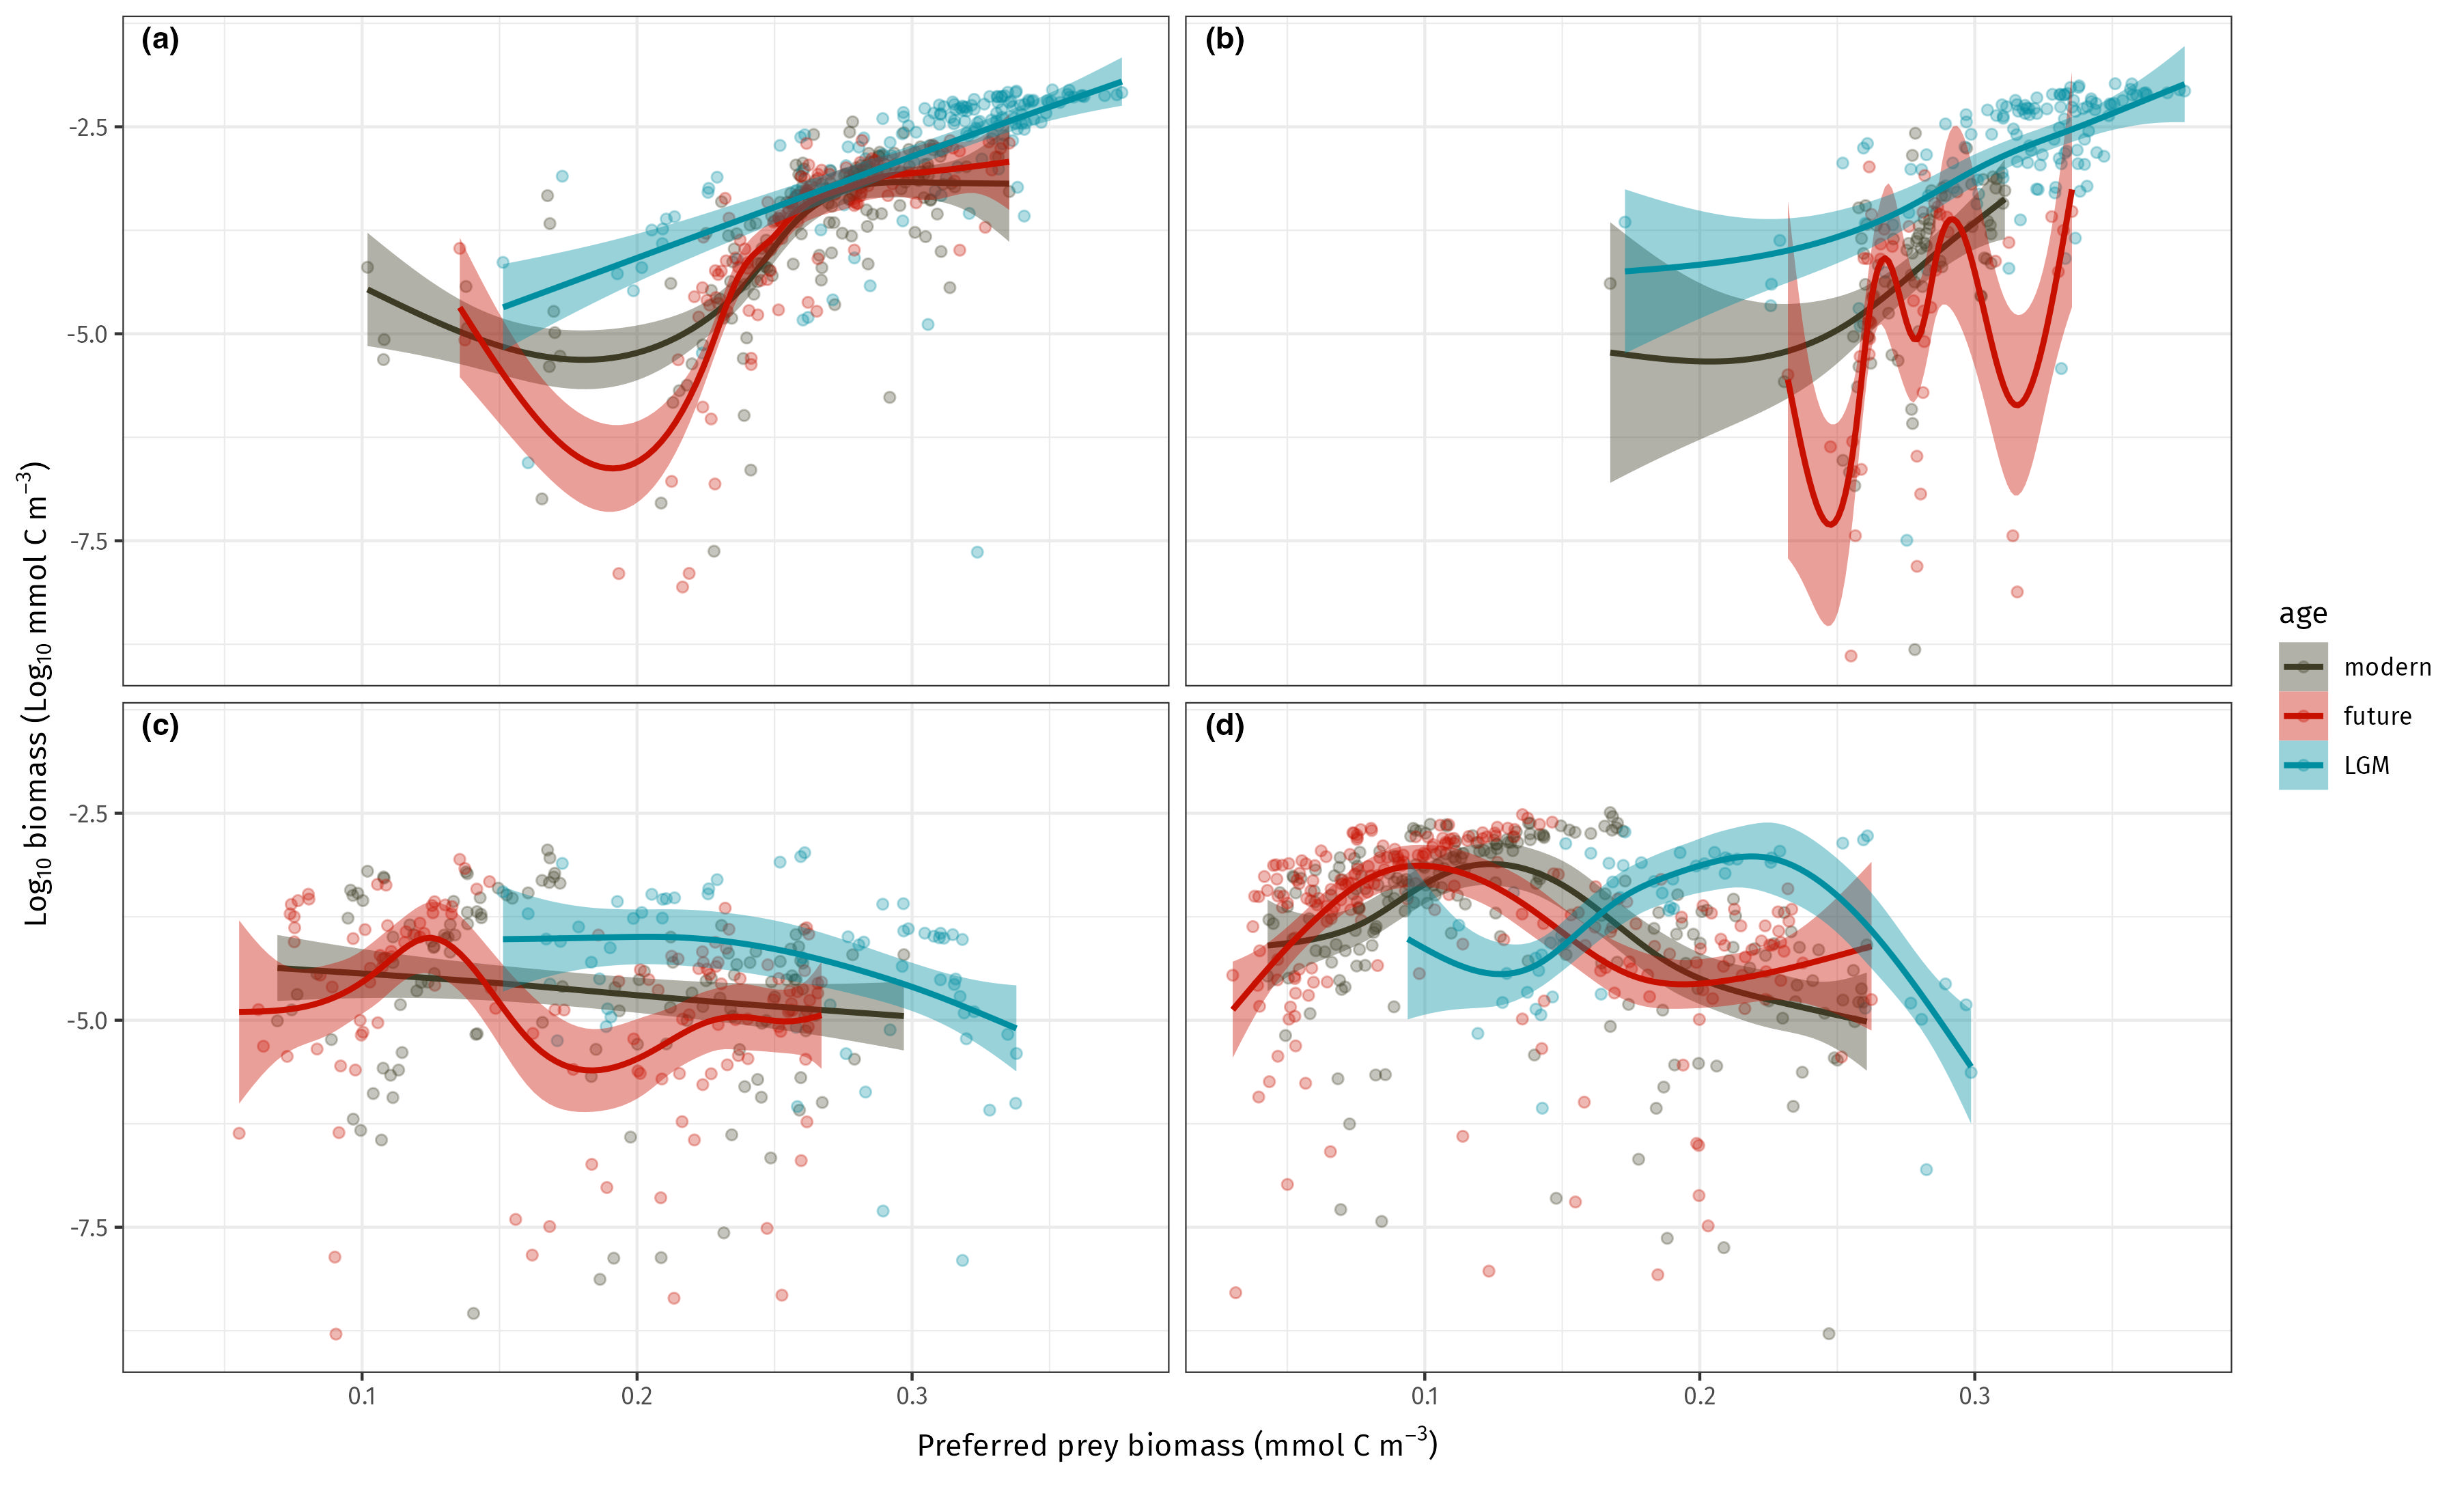 (a)
(b)
-2.5
-5.0
-7.5
(c)
(d)
-2.5
-5.0
-7.5
0.1 0.2 0.3
0.1 0.2 0.3
Preferred prey biomass (mmol C m⁻³)
Log₁₀ biomass (Log₁₀ mmol C m⁻³)
age
modern
future
LGM